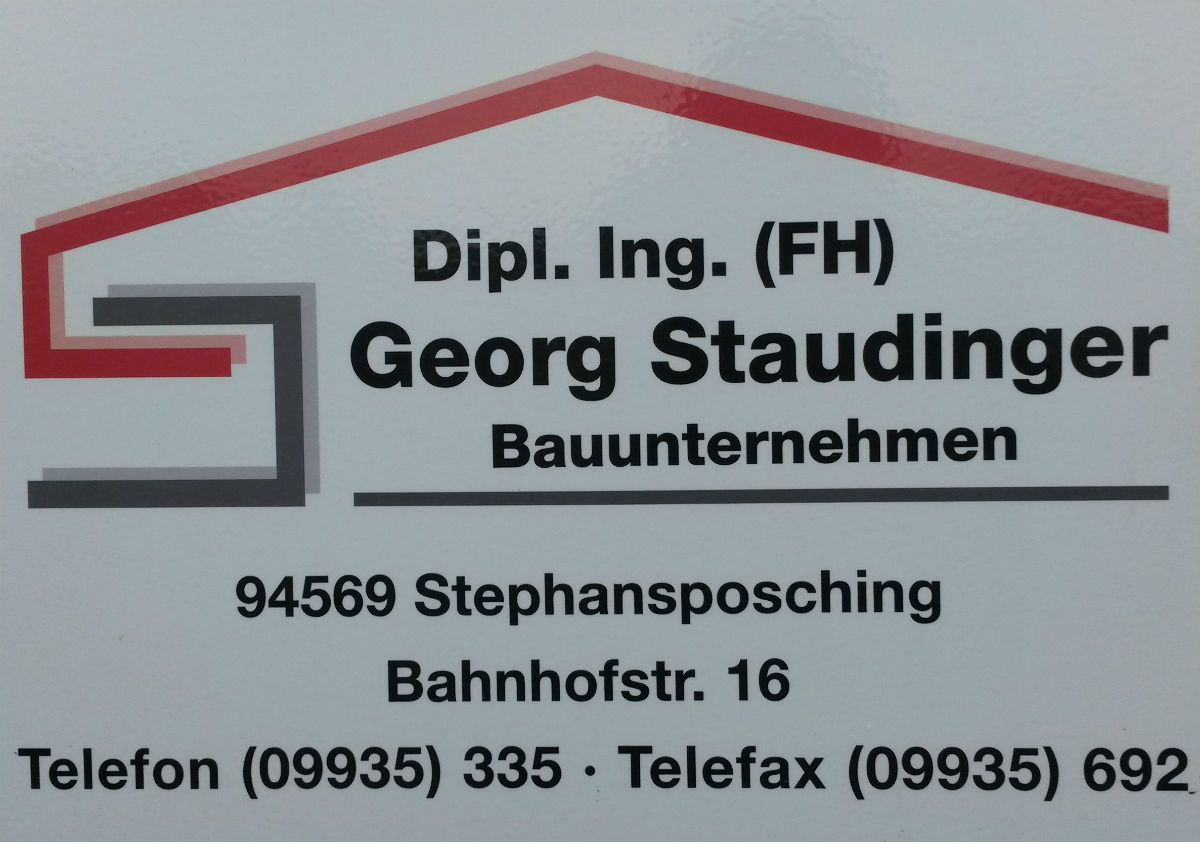 Dipl. Ing. (FH)
Georg Staudinger
Bauunternehmen
94569 Stephansposching
Bahnhofstr. 16
Telefon (09935) 335 · Telefax (09935) 692